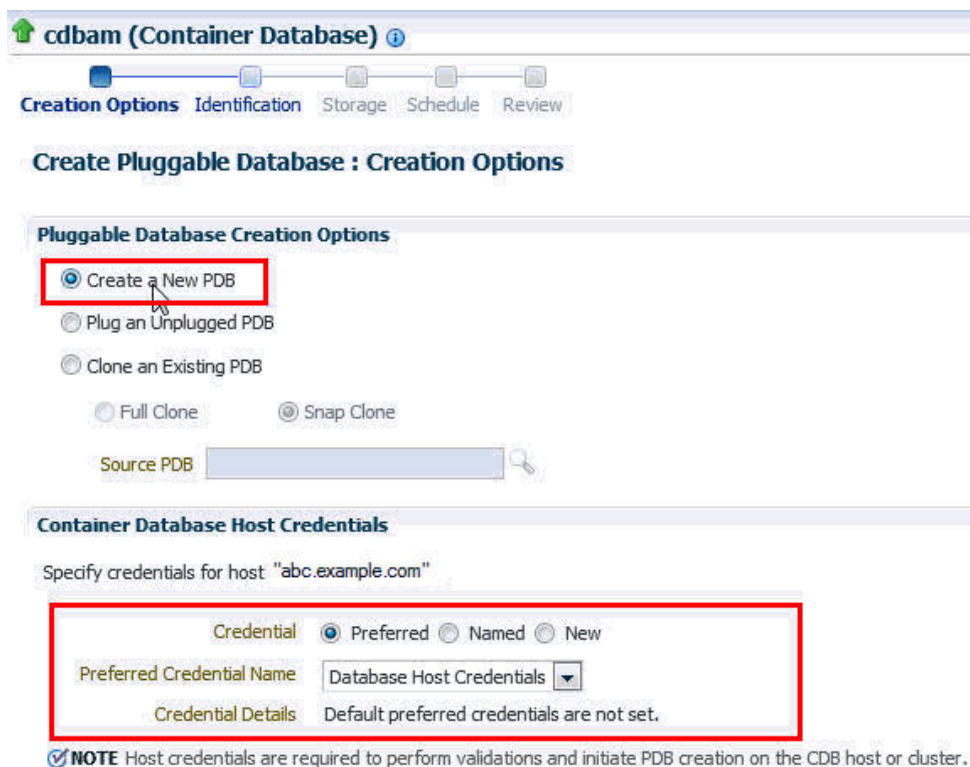 cdbam (Container Database)
Creation Options Identification Storage Schedule Review
Create Pluggable Database : Creation Options
Pluggable Database Creation Options
Create a New PDB
Plug an Unplugged PDB
Clone an Existing PDB
Full Clone Snap Clone
Source PDB
Container Database Host Credentials
Specify credentials for host "abc.example.com"
Credential Preferred Named New
Preferred Credential Name Database Host Credentials
Credential Details Default preferred credentials are not set.
NOTE Host credentials are required to perform validations and initiate PDB creation on the CDB host or cluster.